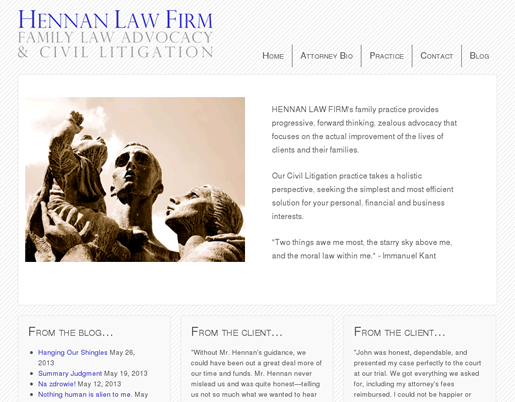 Hennan Law Firm
Family Law Advocacy
& Civil Litigation
Home
Attorney Bio
Practice
Contact
Blog
HENNAN LAW FIRM's family practice provides
progressive, forward thinking, zealous advocacy that
focuses on the actual improvement of the lives of
clients and their families.
Our Civil Litigation practice takes a holistic
perspective, seeking the simplest and most efficient
solution for your personal, financial and business
interests.
"Two things awe me most, the starry sky above me,
and the moral law within me." - Immanuel Kant
From the blog...
Hanging Our Shingles May 28,
2013
Summary Judgment May 19, 2013
Na zdrowie! May 12, 2013
Nothing human is alien to me. May
From the client...
"Without Mr. Hennan's guidance, we
could have been out a great deal more of
our time and funds. Mr. Hennan never
mislead us and was quite honest—telling
us not so much what we wanted to hear
From the client...
"John was honest, dependable, and
presented my case perfectly to the court
at our trial. We got everything we asked
for, including my attorney's fees
reimbursed. I could not be happier or